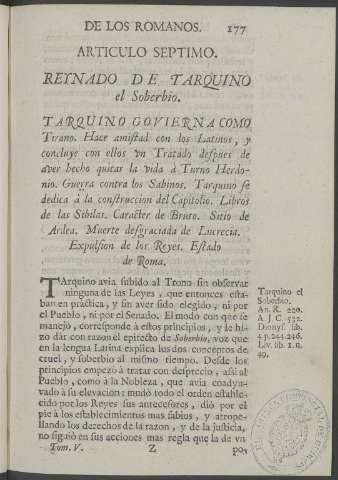 DE LOS ROMANOS. 177
ARTICULO SEPTIMO.
REYNADO DE TARQUINO
el Soberbio.
TARQUINO GOVIERNA COMO
Tirano. Hace amistad con los Latinos, y
concluye con ellos un Tratado despues de
aver hecho quitar la vida à Turno Herdo-
nio. Guerra contra los Sabinos. Tarquino se
dedica à la construccion del Capitolio. Libros
de las Sibilas. Caracter de Bruto. Sitio de
Ardea. Muerte desgraciada de Lucrecia.
Expulsion de los Reyes. Estado
de Roma.
TArquino avia subido al Trono sin observar
ninguna de las Leyes, que entonces esta-
ban en práctica, y sin aver sido elegido, ni por
el Pueblo, ni por el Senado. El modo con que se
manejó, corresponde à estos principios, y le hi-
zo dàr con razon el epirecto de Soberbio, voz que
en la lengua Latina explica los dos conceptos de
cruel, y soberbio al mismo tiempo. Desde los
principios empezò à tratar con desprecio, assi al
Pueblo, como à la Nobleza, que avia coadyu-
vado à su elevacion: mudò todo el orden estable-
cido por los Reyes sus antecesores, diò por el
pie à los establecimientos mas sabios, y atrope-
llando los derechos de la razon, y de la justicia,
no siguiò en sus acciones mas regla que la de un
Tom. V. Z pos
Tarquino el
Soberbio.
An. R. 220.
A J C. 532.
Dionys. lib.
4 p. 244.246.
Liv. lib. 1. n.
49.